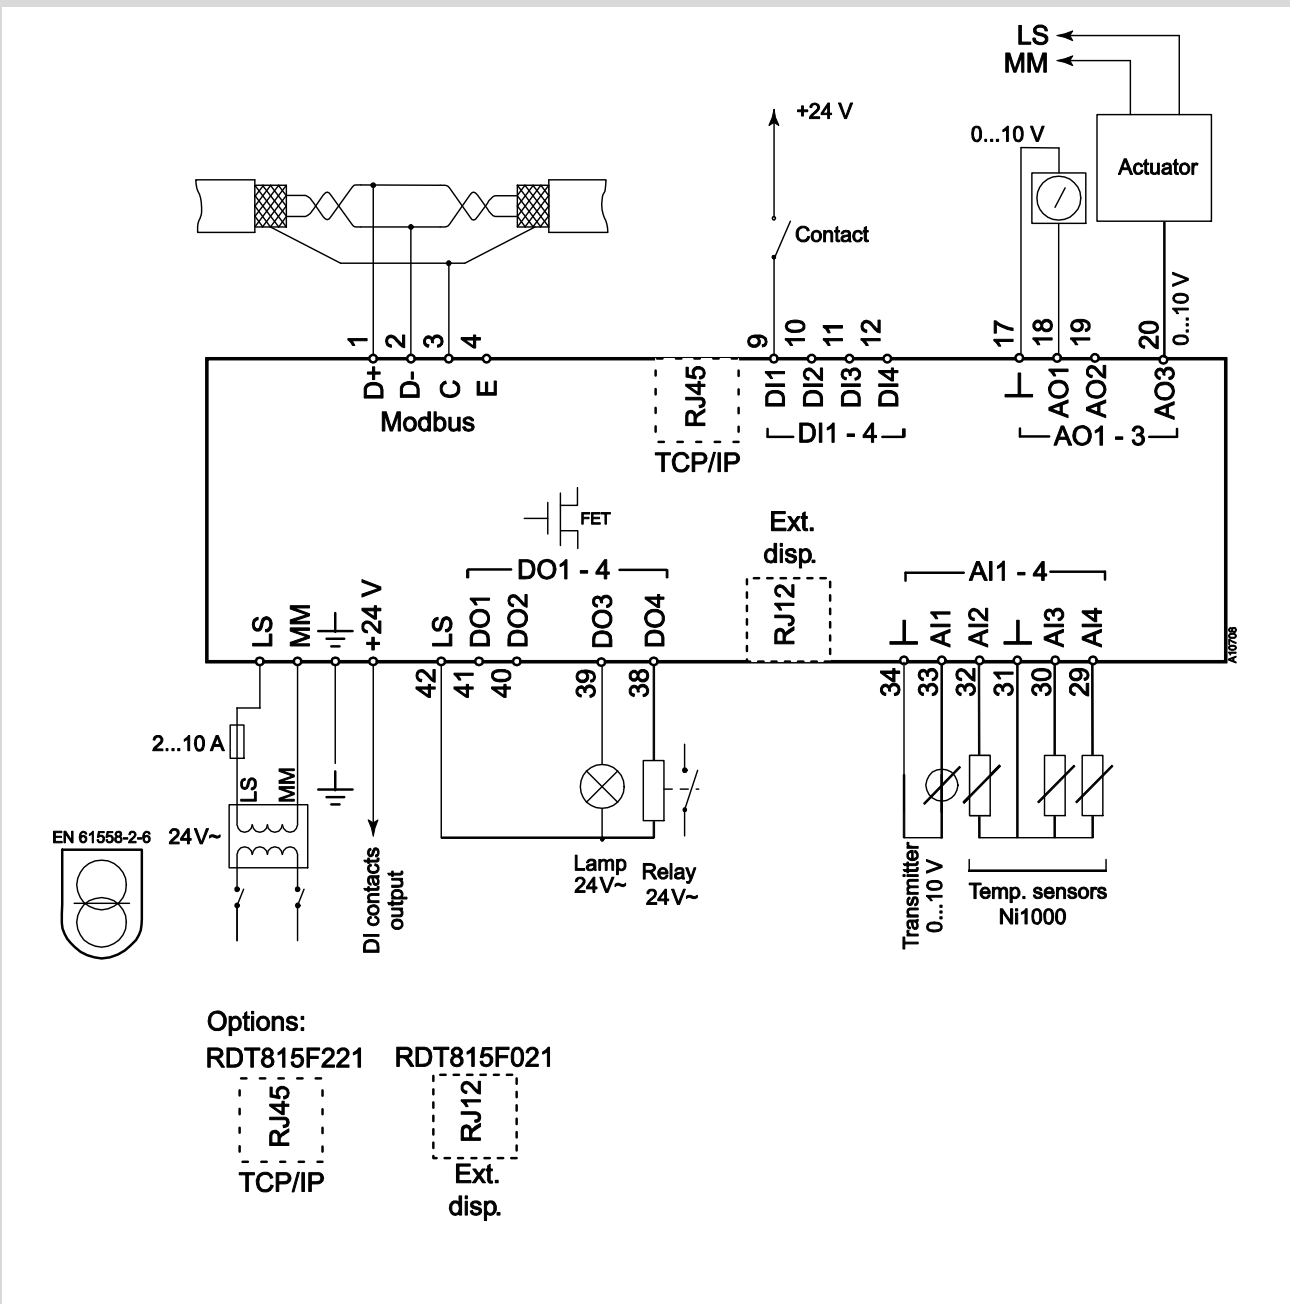 LS
MM
+24 V
0...10 V
Actuator
Contact
0...10 V
1 2 3 4
9 10 11 12
17 18 19 20
D+ D- C E
Modbus
RJ45
TCP/IP
DI1 DI2 DI3 DI4
DI1 - 4
AO1 AO2 AO3
AO1 - 3
FET
Ext.
disp.
DO1 - 4
AI1 - 4
LS MM +24 V
LS DO1 DO2 DO3 DO4
RJ12
AI1 AI2 AI3 AI4
A10708
42 41 40 39 38
34 33 32 31 30 29
2...10 A
LS MM
EN 61558-2-6
24V~
DI contacts
output
Lamp
24V~
Relay
24V~
Transmitter
0...10 V
Temp. sensors
Ni1000
Options:
RDT815F221 RDT815F021
RJ45 RJ12
TCP/IP
Ext.
disp.